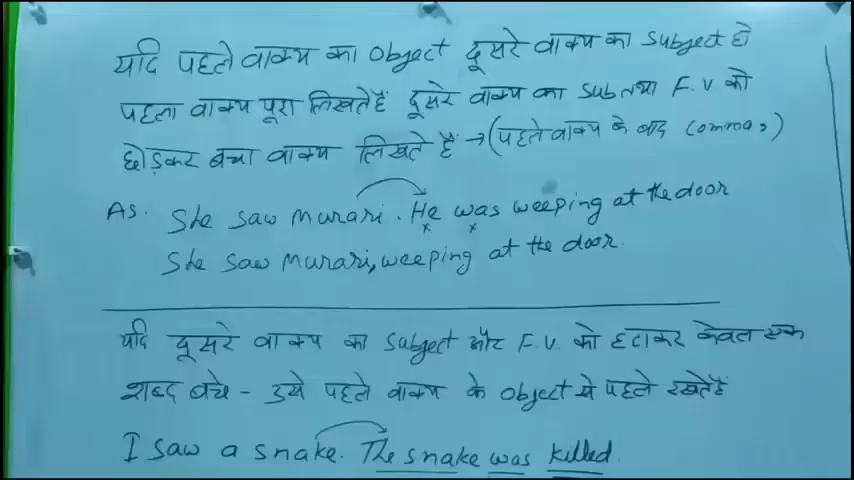 यदि पहले वाक्य का object दूसरे वाक्य का subject हो
पहला वाक्य पूरा लिखते हैं दूसरे वाक्य का sub तथा F.V को
छोड़कर बचा वाक्य लिखते हैं → (पहले वाक्य के बाद comma , )
As. She saw Murari. He was weeping at the door
She saw Murari, weeping at the door.
यदि दूसरे वाक्य का subject और F.V. को हटाकर केवल एक
शब्द बचे - उसे पहले वाक्य के object से पहले रखते हैं
I saw a snake. The snake was killed.